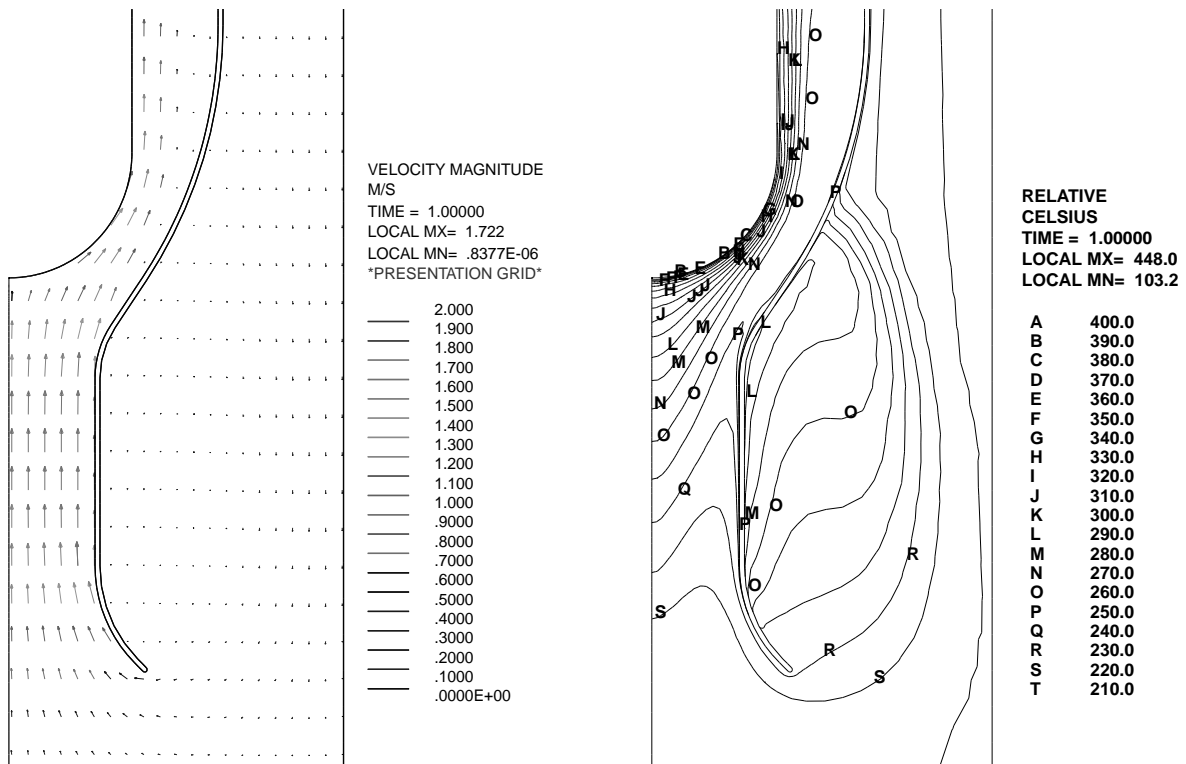 VELOCITY MAGNITUDE
M/S
TIME = 1.00000
LOCAL MX= 1.722
LOCAL MN= .8377E-06
*PRESENTATION GRID*
2.000
1.900
1.800
1.700
1.600
1.500
1.400
1.300
1.200
1.100
1.000
.9000
.8000
.7000
.6000
.5000
.4000
.3000
.2000
.1000
.0000E+00
RELATIVE
CELSIUS
TIME = 1.00000
LOCAL MX= 448.0
LOCAL MN= 103.2
A 400.0
B 390.0
C 380.0
D 370.0
E 360.0
F 350.0
G 340.0
H 330.0
I 320.0
J 310.0
K 300.0
L 290.0
M 280.0
N 270.0
O 260.0
P 250.0
Q 240.0
R 230.0
S 220.0
T 210.0
O
H
L
O
N
I
P
G
N
E
H
J
M
L
P
L
M
O
L
N
O
O
O
Q
M
O
P
R
O
S
R
S